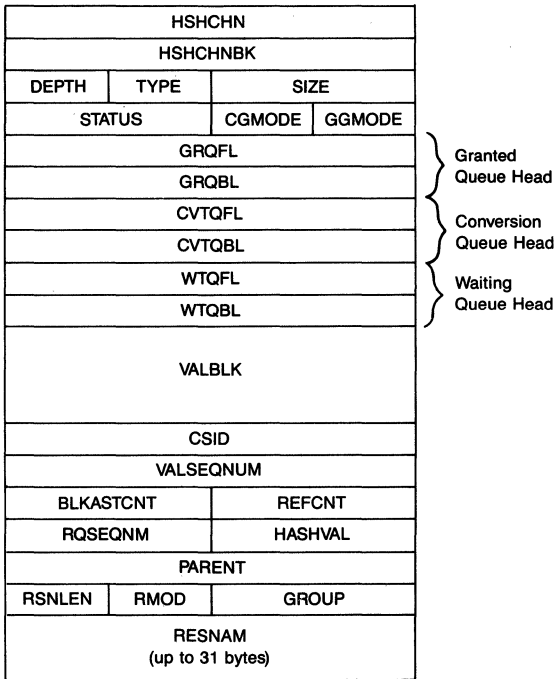 HSHCHN
HSHCHNBK
DEPTH TYPE SIZE
STATUS CGMODE GGMODE
GRQFL
GRQBL
Granted
Queue Head
CVTQFL
CVTQBL
Conversion
Queue Head
WTQFL
WTQBL
Waiting
Queue Head
VALBLK
CSID
VALSEQNUM
BLKASTCNT REFCNT
RQSEQNM HASHVAL
PARENT
RSNLEN RMOD GROUP
RESNAM
(up to 31 bytes)